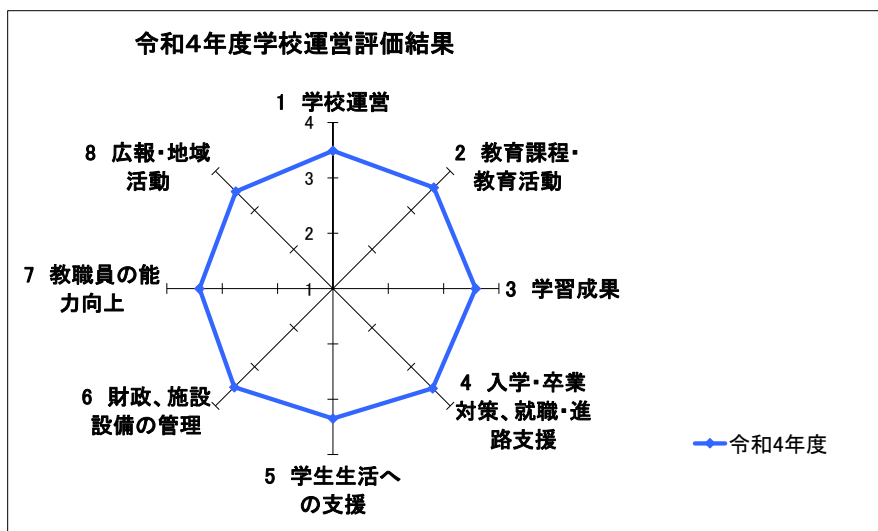 令和4年度学校運営評価結果
1 学校運営
2 教育課程・
教育活動
3 学習成果
4 入学・卒業
対策、就職・進
路支援
5 学生生活へ
の支援
6 財政、施設
設備の管理
7 教職員の能
力向上
8 広報・地域
活動
4
3
2
1
令和4年度